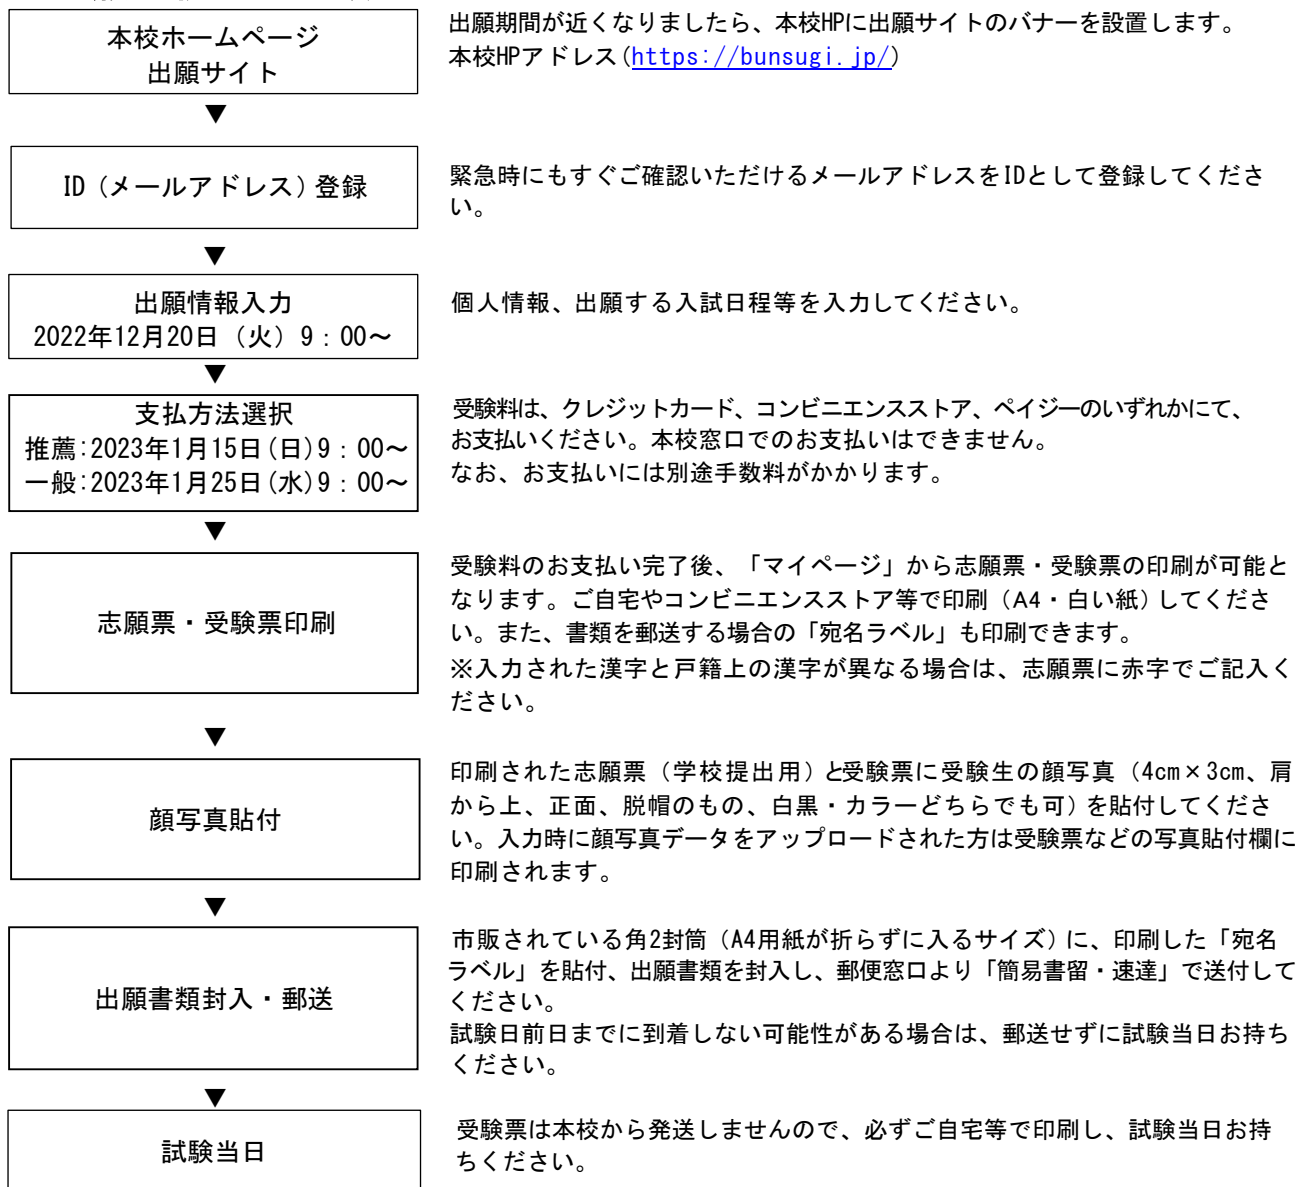 本校ホームページ
出願サイト
出願期間が近くなりましたら、本校HPに出願サイトのバナーを設置します。
本校HPアドレス(https://bunsugi.jp/)
▼
ID（メールアドレス）登録
緊急時にもすぐご確認いただけるメールアドレスをIDとして登録してくださ
い。
▼
出願情報入力
2022年12月20日（火）9：00～
個人情報、出願する入試日程等を入力してください。
▼
支払方法選択
推薦:2023年1月15日(日)9：00～
一般:2023年1月25日(水)9：00～
受験料は、クレジットカード、コンビニエンスストア、ペイジーのいずれかにて、
お支払いください。本校窓口でのお支払いはできません。
なお、お支払いには別途手数料がかかります。
▼
志願票・受験票印刷
受験料のお支払い完了後、「マイページ」から志願票・受験票の印刷が可能と
なります。ご自宅やコンビニエンスストア等で印刷（A4・白い紙）してくださ
い。また、書類を郵送する場合の「宛名ラベル」も印刷できます。
※入力された漢字と戸籍上の漢字が異なる場合は、志願票に赤字でご記入く
ださい。
▼
顔写真貼付
印刷された志願票（学校提出用）と受験票に受験生の顔写真（4cm×3cm、肩
から上、正面、脱帽のもの、白黒・カラーどちらでも可）を貼付してくださ
い。入力時に顔写真データをアップロードされた方は受験票などの写真貼付欄に
印刷されます。
▼
出願書類封入・郵送
市販されている角2封筒（A4用紙が折らずに入るサイズ）に、印刷した「宛名
ラベル」を貼付、出願書類を封入し、郵便窓口より「簡易書留・速達」で送付して
ください。
試験日前日までに到着しない可能性がある場合は、郵送せずに試験当日お持ち
ください。
▼
試験当日
受験票は本校から発送しませんので、必ずご自宅等で印刷し、試験当日お持
ちください。